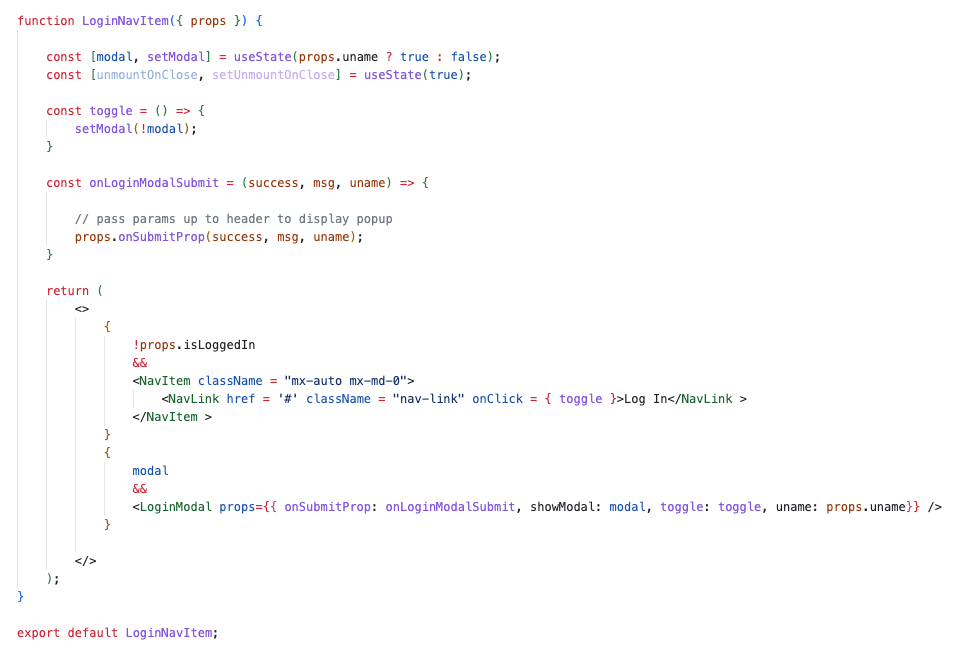 function LoginNavItem({ props }) {
const [modal, setModal] = useState(props.uname ? true : false);
const [unmountOnClose, setUnmountOnClose] = useState(true);
const toggle = () => {
setModal(!modal);
}
const onLoginModalSubmit = (success, msg, uname) => {
// pass params up to header to display popup
props.onSubmitProp(success, msg, uname);
}
return (
<>
{
!props.isLoggedIn
&&
<NavItem className = "mx-auto mx-md-0">
<NavLink href = '#' className = "nav-link" onClick = { toggle }>Log In</NavLink >
</NavItem >
}
{
modal
&&
<LoginModal props={{ onSubmitProp: onLoginModalSubmit, showModal: modal, toggle: toggle, uname: props.uname}} />
}
</>
);
}
export default LoginNavItem;